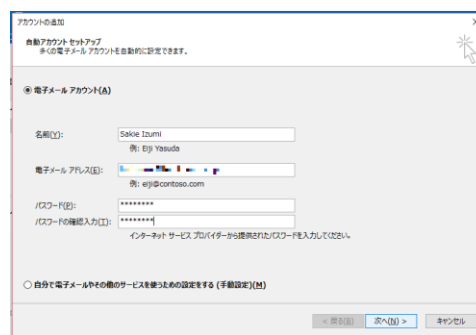 アカウントの追加
自動アカウント セットアップ
多くの電子メール アカウントを自動的に設定できます。
電子メール アカウント(A)
名前(Y):
Sakie Izumi
例: Eiji Yasuda
電子メール アドレス(E):
例: eiji@contoso.com
パスワード(P):
********
パスワードの確認入力(T):
********
インターネット サービス プロバイダーから提供されたパスワードを入力してください。
自分で電子メールやその他のサービスを使うための設定をする (手動設定)(M)
< 戻る(B)
次へ(N) >
キャンセル